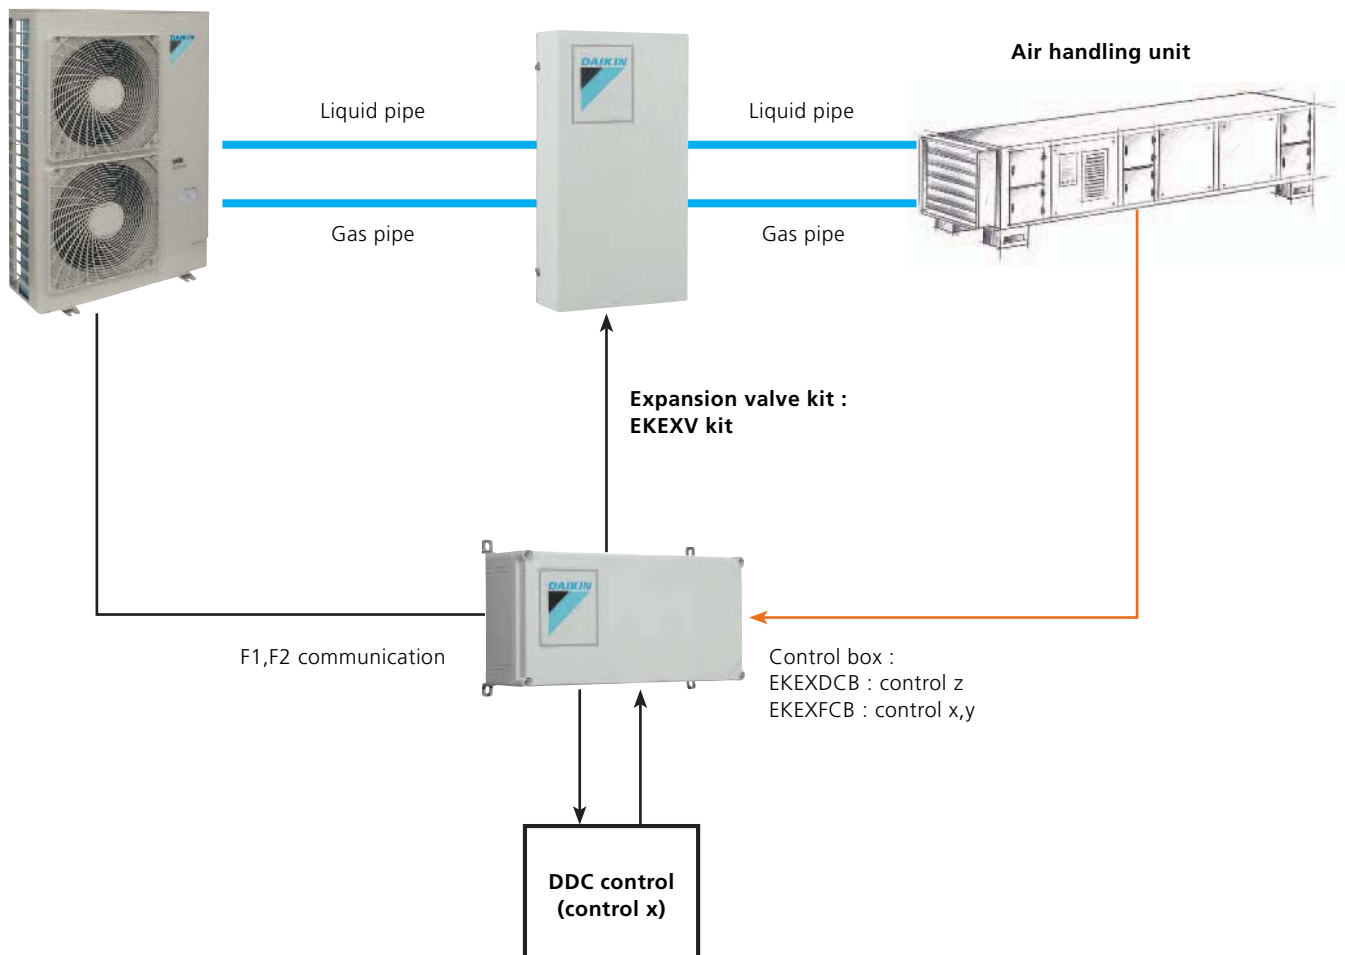 DAIKIN
DAIKIN
Air handling unit
Liquid pipe
Liquid pipe
Gas pipe
Gas pipe
Expansion valve kit :
EKEXV kit
DAIKIN
F1,F2 communication
Control box :
EKEXDCB : control z
EKEXFCB : control x,y
DDC control
(control x)